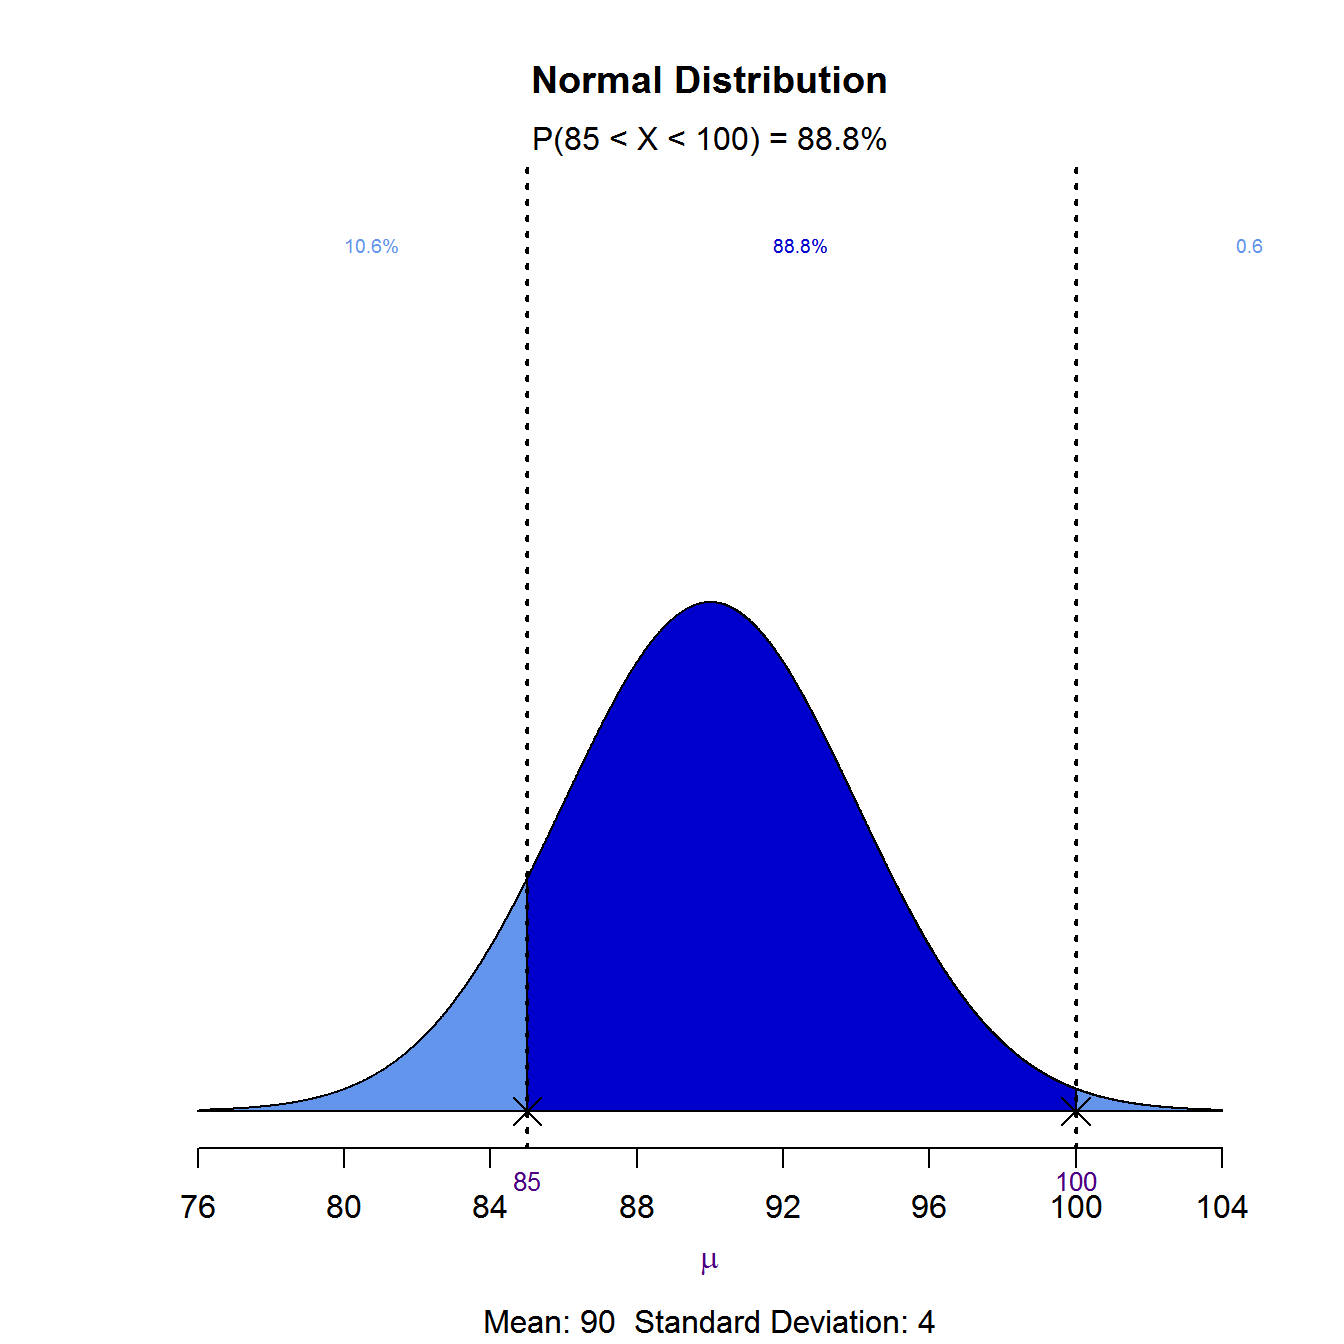 Normal Distribution
P(85 < X < 100) = 88.8%
10.6% 88.8% 0.6
85 100
76 80 84 88 92 96 100 104
μ
Mean: 90  Standard Deviation: 4